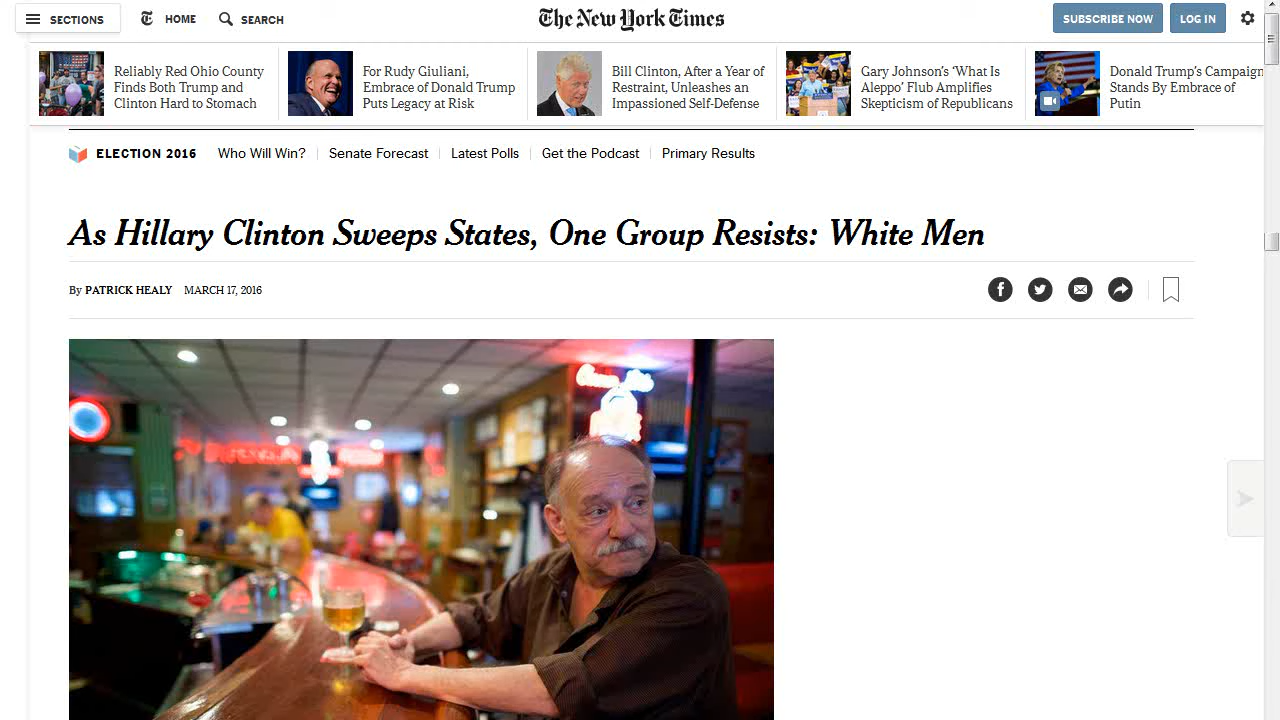 SECTIONS
HOME
SEARCH
The New York Times
SUBSCRIBE NOW
LOG IN
Reliably Red Ohio County
Finds Both Trump and
Clinton Hard to Stomach
For Rudy Giuliani,
Embrace of Donald Trump
Puts Legacy at Risk
Bill Clinton, After a Year of
Restraint, Unleashes an
Impassioned Self-Defense
Gary Johnson's 'What Is
Aleppo' Flub Amplifies
Skepticism of Republicans
Donald Trump's Campaign
Stands By Embrace of
Putin
ELECTION 2016
Who Will Win?
Senate Forecast
Latest Polls
Get the Podcast
Primary Results
As Hillary Clinton Sweeps States, One Group Resists: White Men
By PATRICK HEALY MARCH 17, 2016